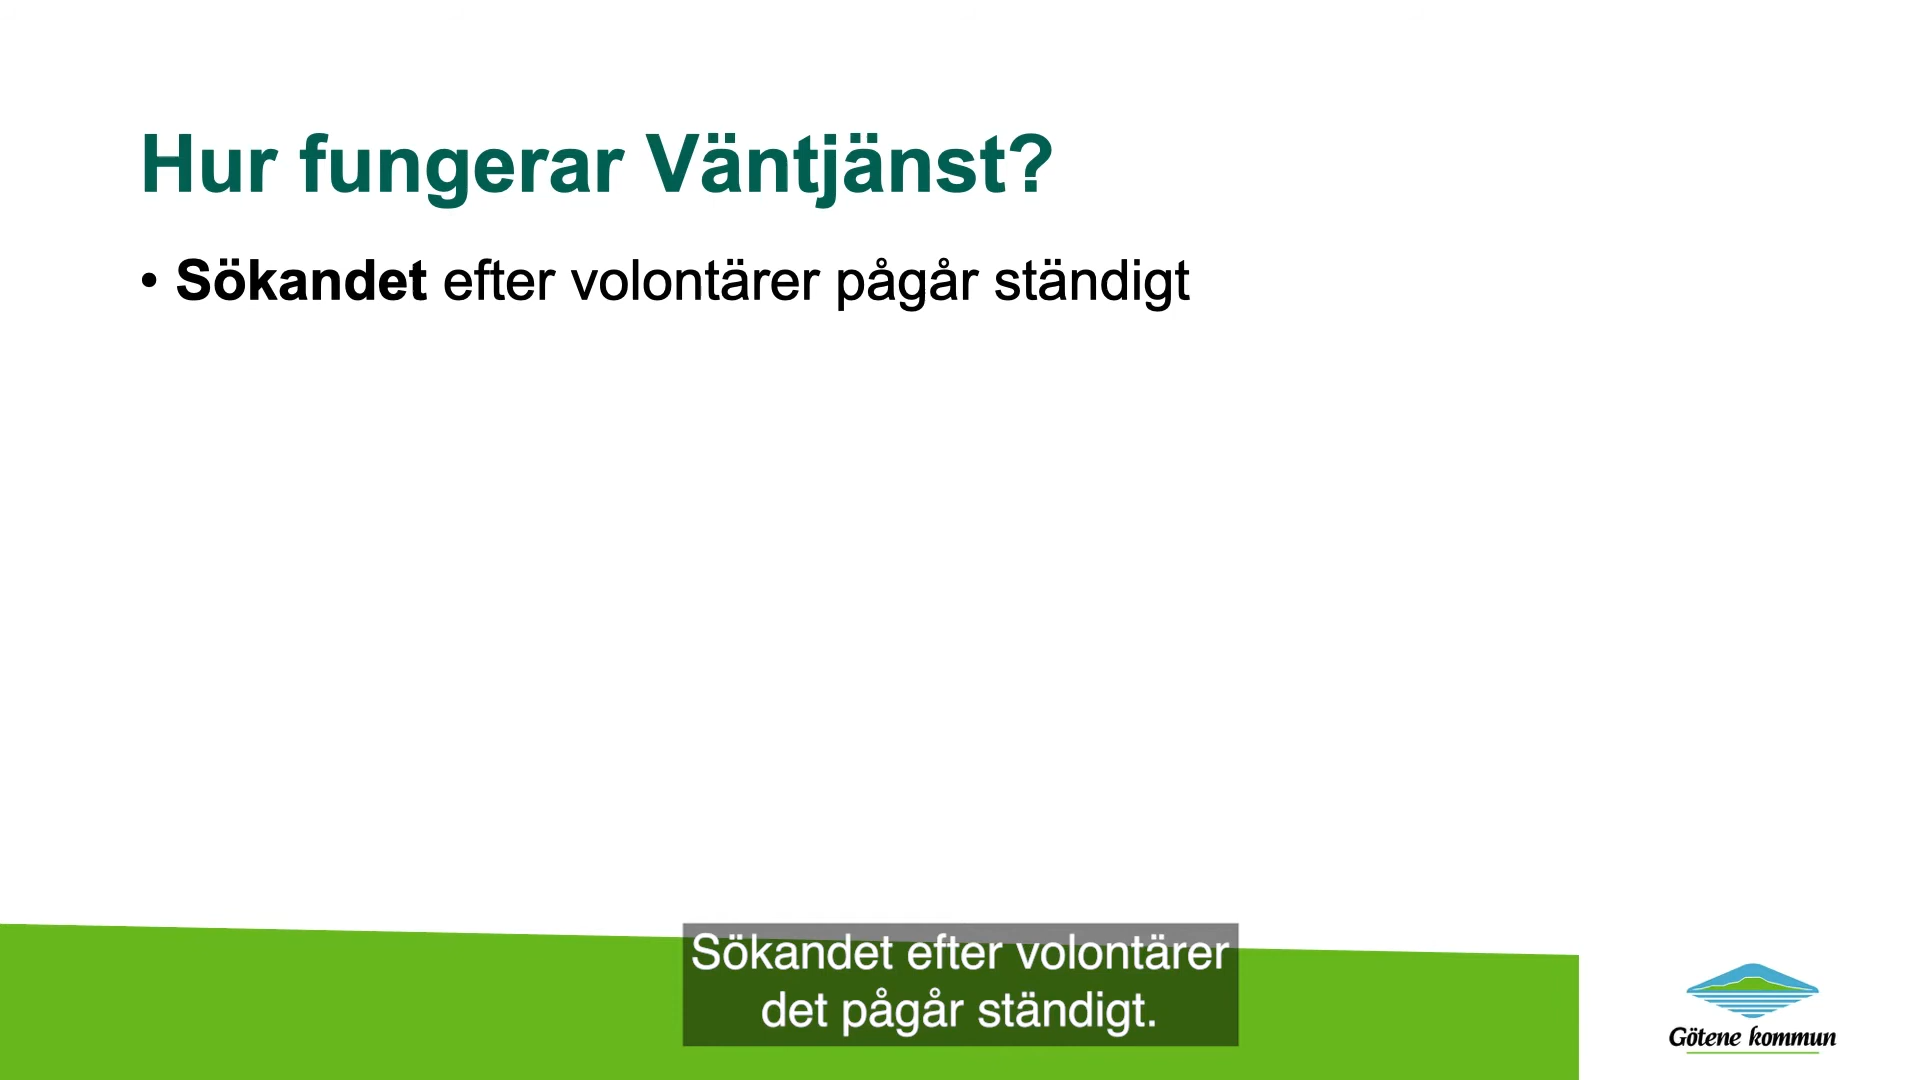 Hur fungerar Väntjänst?
• Sökandet efter volontärer pågår ständigt
Sökandet efter volontärer
det pågår ständigt.
Götene kommun